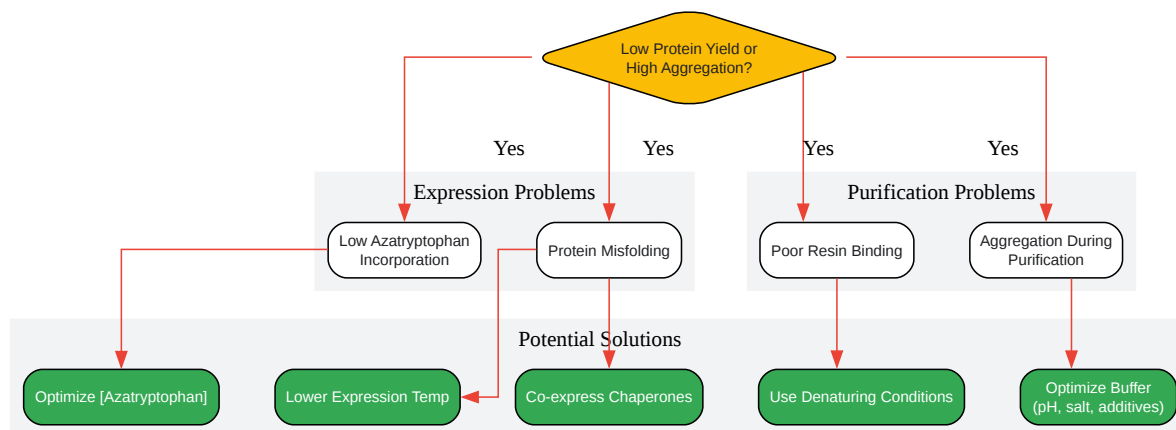 Low Protein Yield or
High Aggregation?
Yes
Yes
Yes
Yes
Expression Problems
Purification Problems
Low Azatryptophan
Incorporation
Protein Misfolding
Poor Resin Binding
Aggregation During
Purification
Potential Solutions
Optimize [Azatryptophan]
Lower Expression Temp
Co-express Chaperones
Use Denaturing Conditions
Optimize Buffer
(pH, salt, additives)